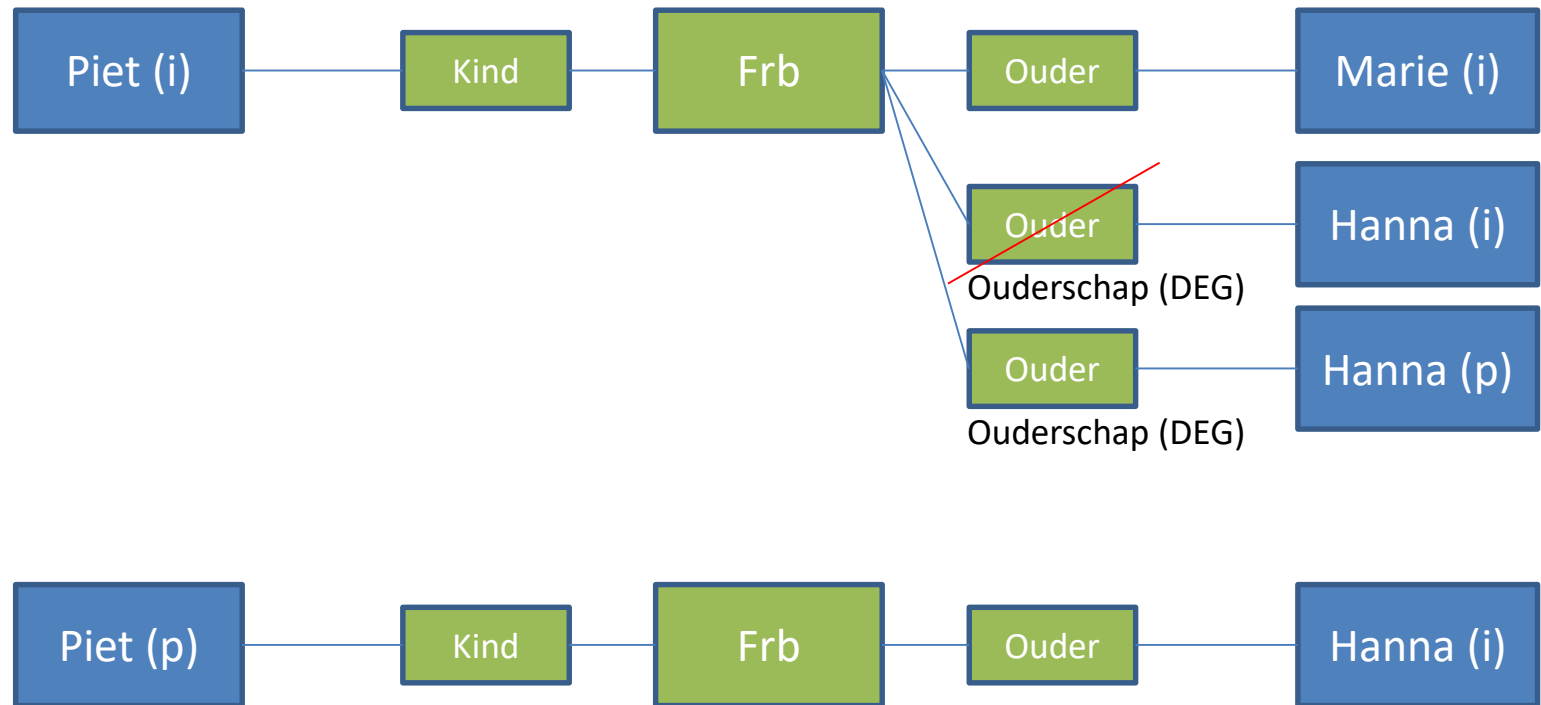 Piet (i) Kind Frb Ouder Marie (i)
Ouder Hanna (i)
Ouderschap (DEG)
Ouder Hanna (p)
Ouderschap (DEG)
Piet (p) Kind Frb Ouder Hanna (i)